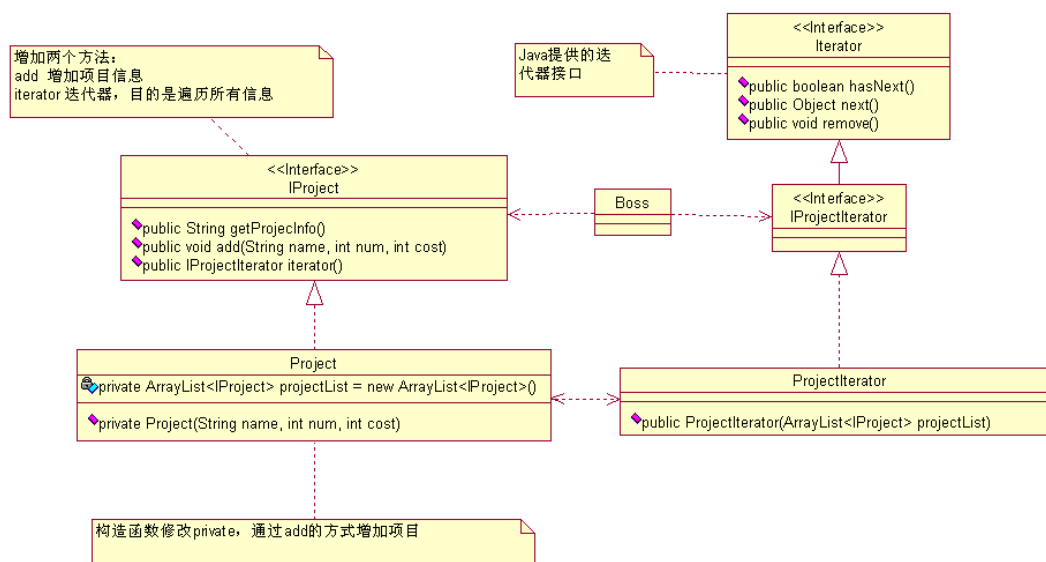 增加两个方法:
add 增加项目信息
iterator 迭代器，目的是遍历所有信息
Java提供的迭
代器接口
<<Interface>>
Iterator
public boolean hasNext()
public Object next()
public void remove()
<<Interface>>
IProject
public String getProjecInfo()
public void add(String name, int num, int cost)
public IProjectIterator iterator()
Boss
<<Interface>>
IProjectIterator
Project
private ArrayList<IProject> projectList = new ArrayList<IProject>()
private Project(String name, int num, int cost)
ProjectIterator
public ProjectIterator(ArrayList<IProject> projectList)
构造函数修改private，通过add的方式增加项目